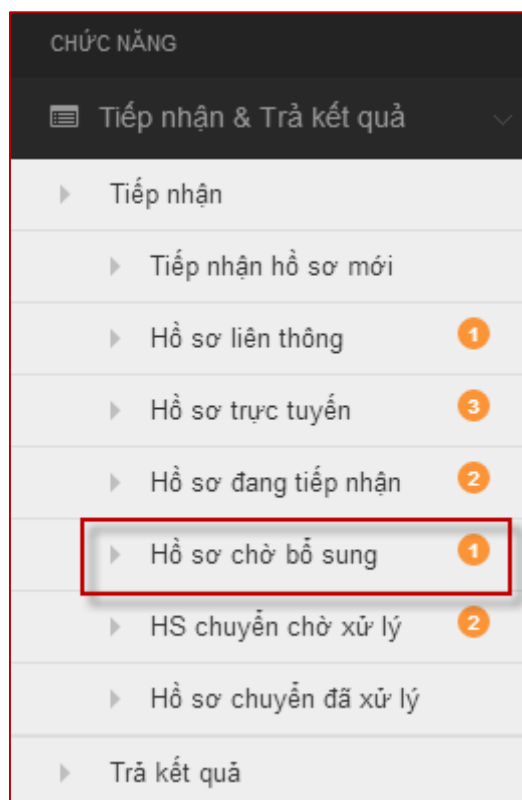 CHỨC NĂNG
Tiếp nhận & Trả kết quả
Tiếp nhận
Tiếp nhận hồ sơ mới
Hồ sơ liên thông 1
Hồ sơ trực tuyến 3
Hồ sơ đang tiếp nhận 2
Hồ sơ chờ bổ sung 1
HS chuyển chờ xử lý 2
Hồ sơ chuyển đã xử lý
Trả kết quả